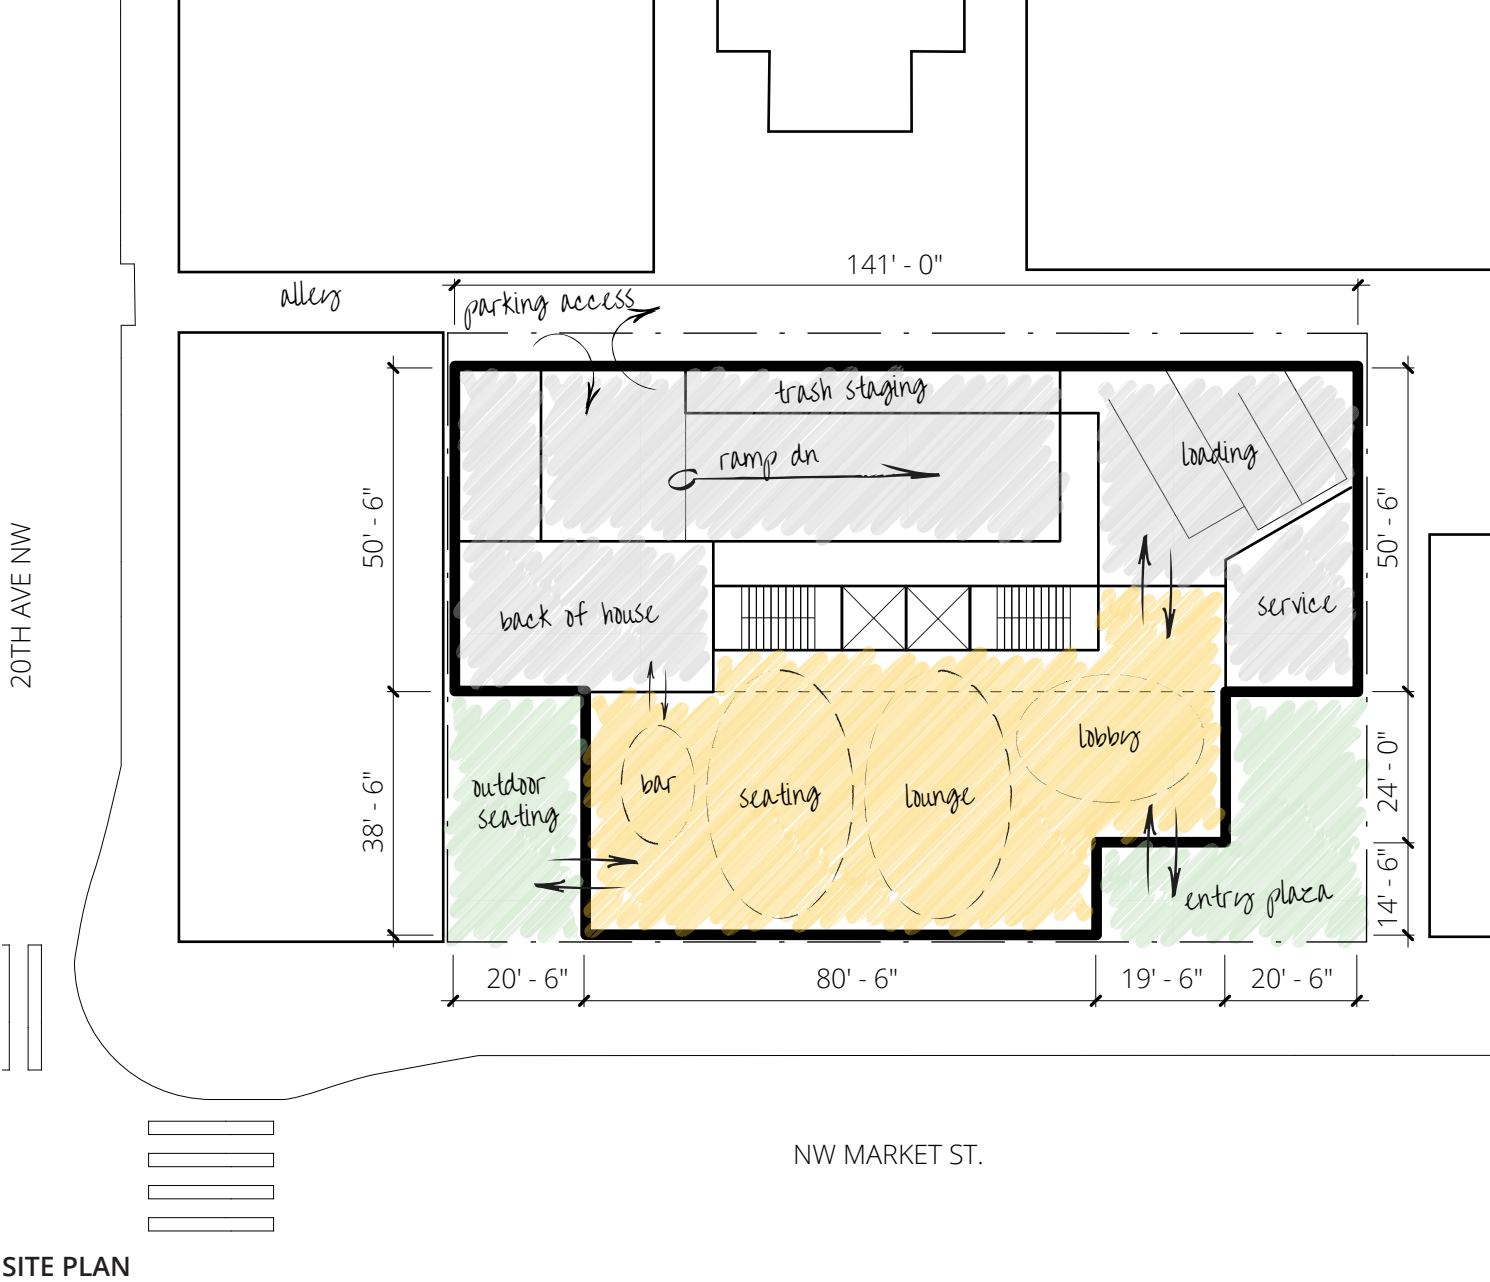 141' - 0"
alley
parking access
trash staging
ramp dn
loading
50' - 6"
50' - 6"
20TH AVE NW
back of house
service
lobby
outdoor
seating
bar
seating
lounge
38' - 6"
24' - 0"
14' - 6"
entry plaza
20' - 6"
80' - 6"
19' - 6"
20' - 6"
NW MARKET ST.
SITE PLAN